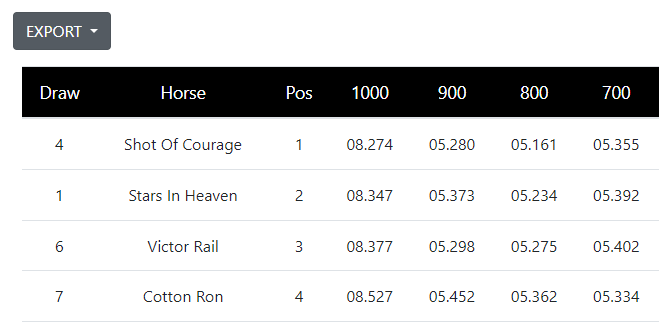 EXPORT
Draw Horse Pos 1000 900 800 700
4 Shot Of Courage 1 08.274 05.280 05.161 05.355
1 Stars In Heaven 2 08.347 05.373 05.234 05.392
6 Victor Rail 3 08.377 05.298 05.275 05.402
7 Cotton Ron 4 08.527 05.452 05.362 05.334